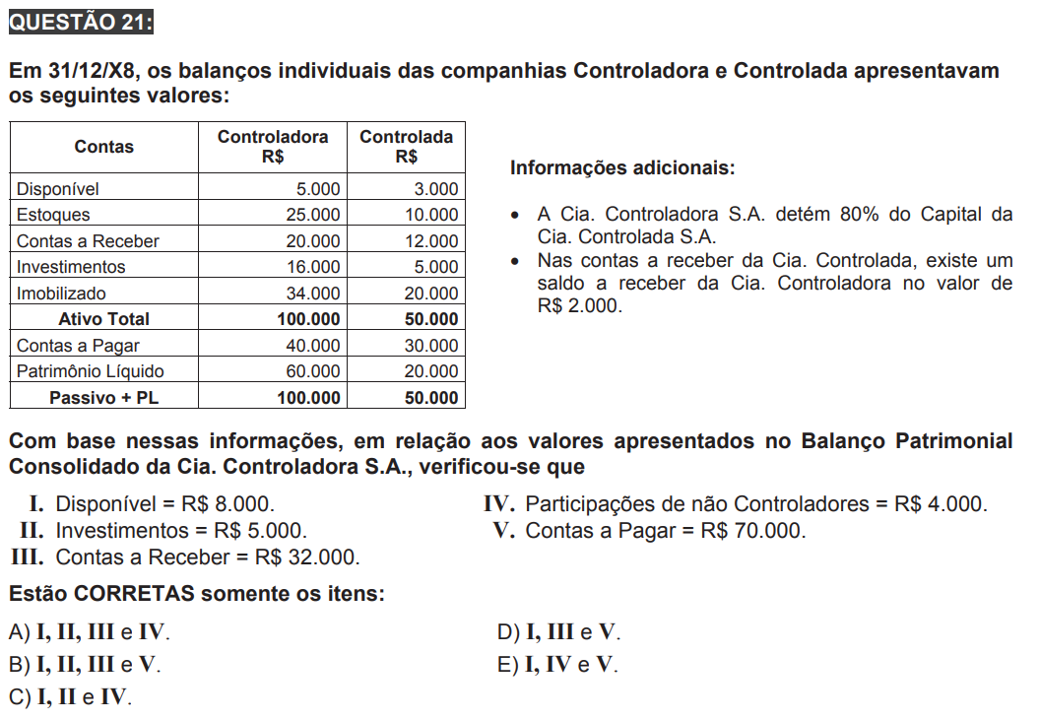 QUESTÃO 21:
Em 31/12/X8, os balanços individuais das companhias Controladora e Controlada apresentavam
os seguintes valores:
Contas Controladora R$ Controlada R$
Disponível 5.000 3.000
Estoques 25.000 10.000
Contas a Receber 20.000 12.000
Investimentos 16.000 5.000
Imobilizado 34.000 20.000
Ativo Total 100.000 50.000
Contas a Pagar 40.000 30.000
Patrimônio Líquido 60.000 20.000
Passivo + PL 100.000 50.000
Informações adicionais:
• A Cia. Controladora S.A. detém 80% do Capital da
Cia. Controlada S.A.
• Nas contas a receber da Cia. Controlada, existe um
saldo a receber da Cia. Controladora no valor de
R$ 2.000.
Com base nessas informações, em relação aos valores apresentados no Balanço Patrimonial
Consolidado da Cia. Controladora S.A., verificou-se que
I. Disponível = R$ 8.000.
II. Investimentos = R$ 5.000.
III. Contas a Receber = R$ 32.000.
IV. Participações de não Controladores = R$ 4.000.
V. Contas a Pagar = R$ 70.000.
Estão CORRETAS somente os itens:
A) I, II, III e IV.
B) I, II, III e V.
C) I, II e IV.
D) I, III e V.
E) I, IV e V.